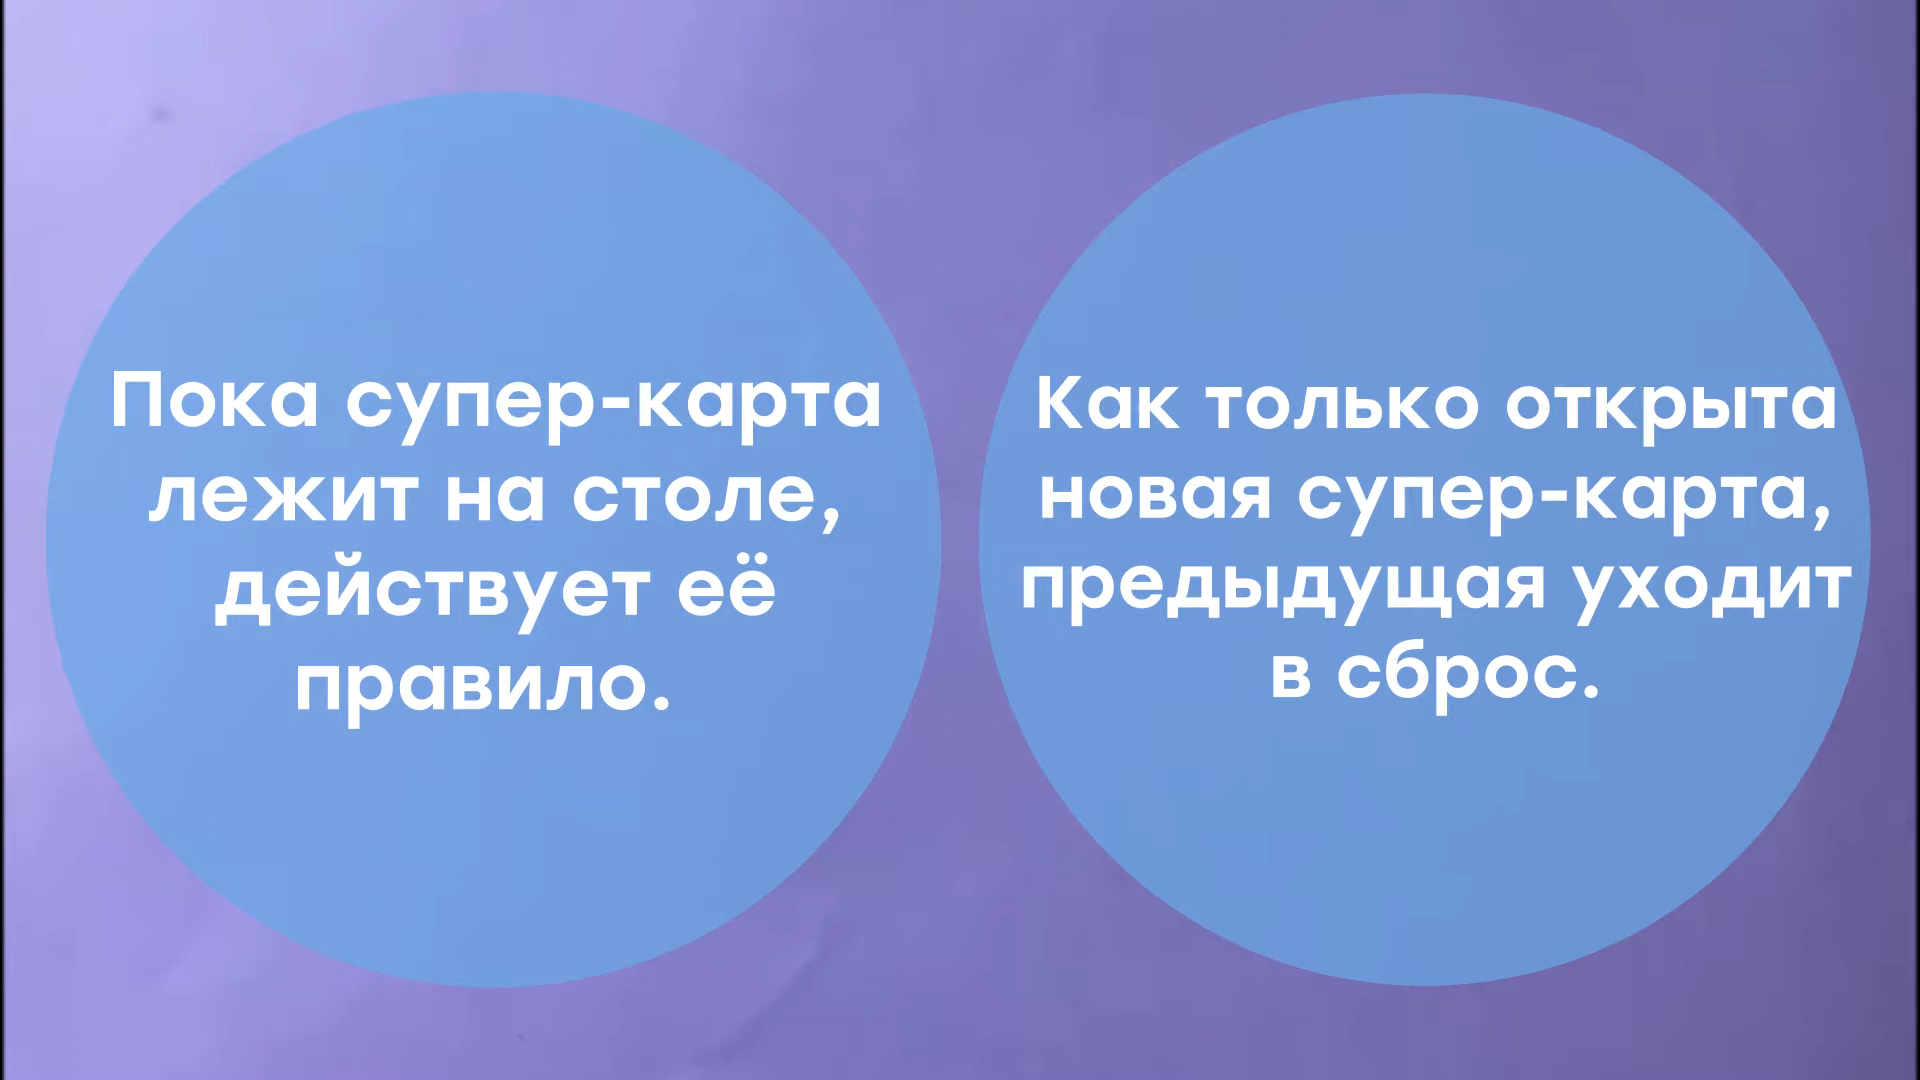 Пока супер-карта
лежит на столе,
действует её
правило.
Как только открыта
новая супер-карта,
предыдущая уходит
в сброс.